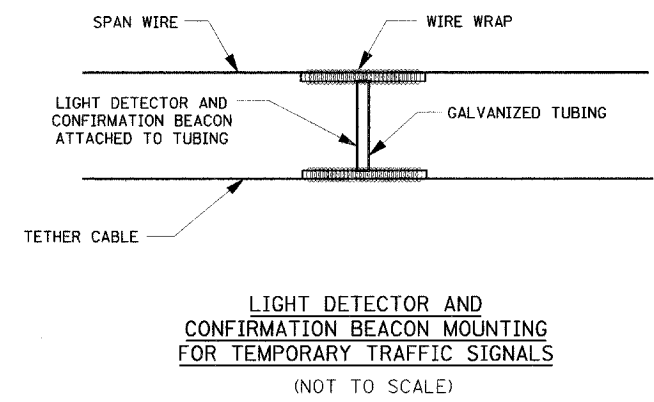 SPAN WIRE
WIRE WRAP
LIGHT DETECTOR AND
CONFIRMATION BEACON
ATTACHED TO TUBING
GALVANIZED TUBING
TETHER CABLE
LIGHT DETECTOR AND
CONFIRMATION BEACON MOUNTING
FOR TEMPORARY TRAFFIC SIGNALS
(NOT TO SCALE)